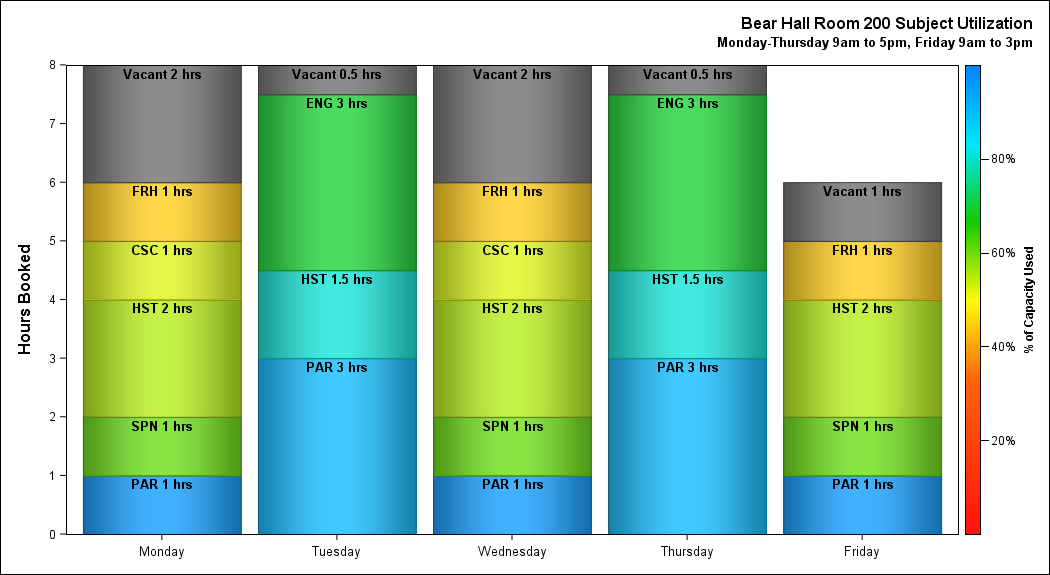 Bear Hall Room 200 Subject Utilization
Monday-Thursday 9am to 5pm, Friday 9am to 3pm
Hours Booked
8
7
6
5
4
3
2
1
0
Vacant 2 hrs
FRH 1 hrs
CSC 1 hrs
HST 2 hrs
SPN 1 hrs
PAR 1 hrs
Monday
Vacant 0.5 hrs
ENG 3 hrs
HST 1.5 hrs
PAR 3 hrs
Tuesday
Vacant 2 hrs
FRH 1 hrs
CSC 1 hrs
HST 2 hrs
SPN 1 hrs
PAR 1 hrs
Wednesday
Vacant 0.5 hrs
ENG 3 hrs
HST 1.5 hrs
PAR 3 hrs
Thursday
Vacant 1 hrs
FRH 1 hrs
HST 2 hrs
SPN 1 hrs
PAR 1 hrs
Friday
80%
60%
40%
20%
% of Capacity Used